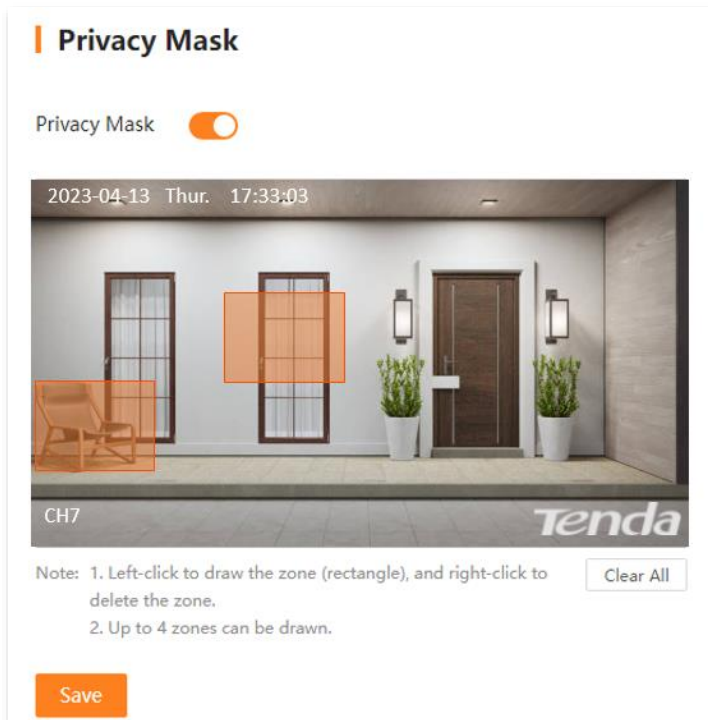 Privacy Mask
Privacy Mask
2023-04-13 Thur. 17:33:03
CH7
Tenda
Note: 1. Left-click to draw the zone (rectangle), and right-click to
delete the zone.
2. Up to 4 zones can be drawn.
Clear All
Save